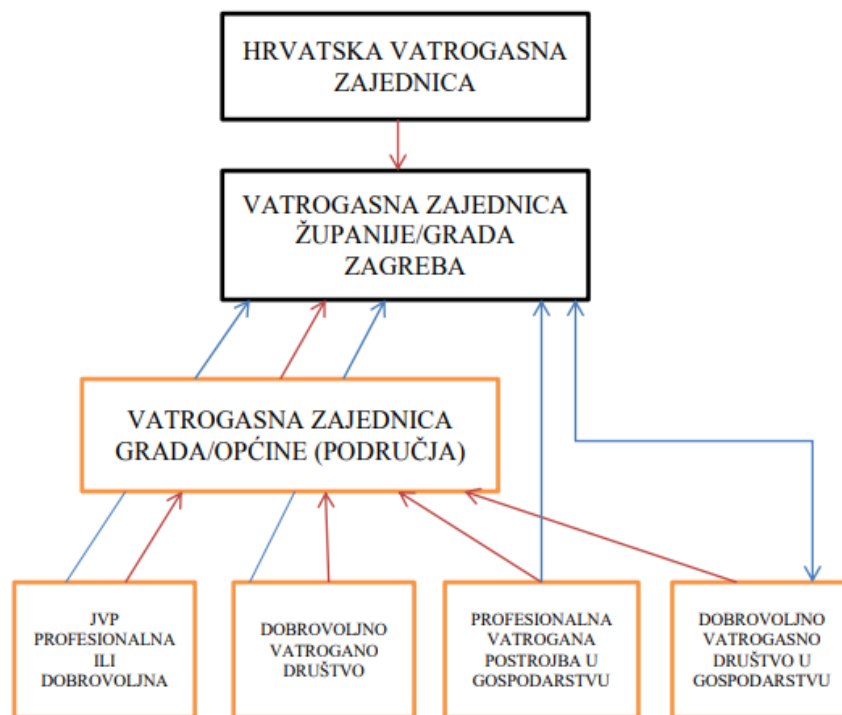 HRVATSKA VATROGASNA
ZAJEDNICA
VATROGASNA ZAJEDNICA
ŽUPANIJE/GRADA
ZAGREBA
VATROGASNA ZAJEDNICA
GRADA/OPĆINE (PODRUČJA)
JVP
PROFESIONALNA
ILI
DOBROVOLJNA
DOBROVOLJNO
VATROGANO
DRUŠTVO
PROFESIONALNA
VATROGANA
POSTROJBA U
GOSPODARSTVU
DOBROVOLJNO
VATROGASNO
DRUŠTVO U
GOSPODARSTVU